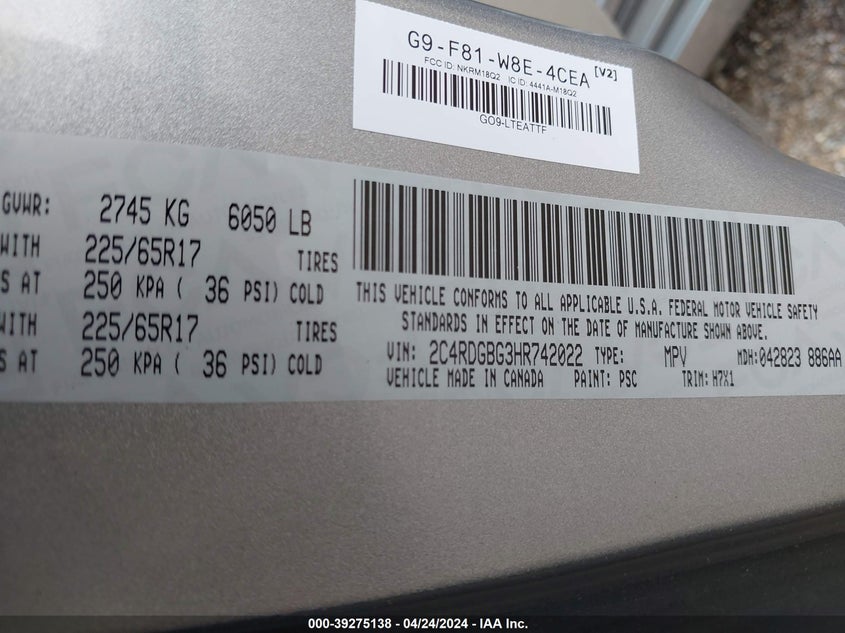 G9-F81-W8E-4CEA [V2]
FCC ID: NKRM18Q2 IC ID: 4441A-M18Q2
GO9-LTEATTF
GVWR: 2745 KG 6050 LB
WITH 225/65R17 TIRES
S AT 250 KPA ( 36 PSI) COLD
WITH 225/65R17 TIRES
S AT 250 KPA ( 36 PSI) COLD
THIS VEHICLE CONFORMS TO ALL APPLICABLE U.S.A. FEDERAL MOTOR VEHICLE SAFETY
STANDARDS IN EFFECT ON THE DATE OF MANUFACTURE SHOWN ABOVE.
VIN: 2C4RDGBG3HR742022 TYPE: MPV MDH:042823 886AA
VEHICLE MADE IN CANADA PAINT: PSC TRIM: H7X1
000-39275138 - 04/24/2024 - IAA Inc.